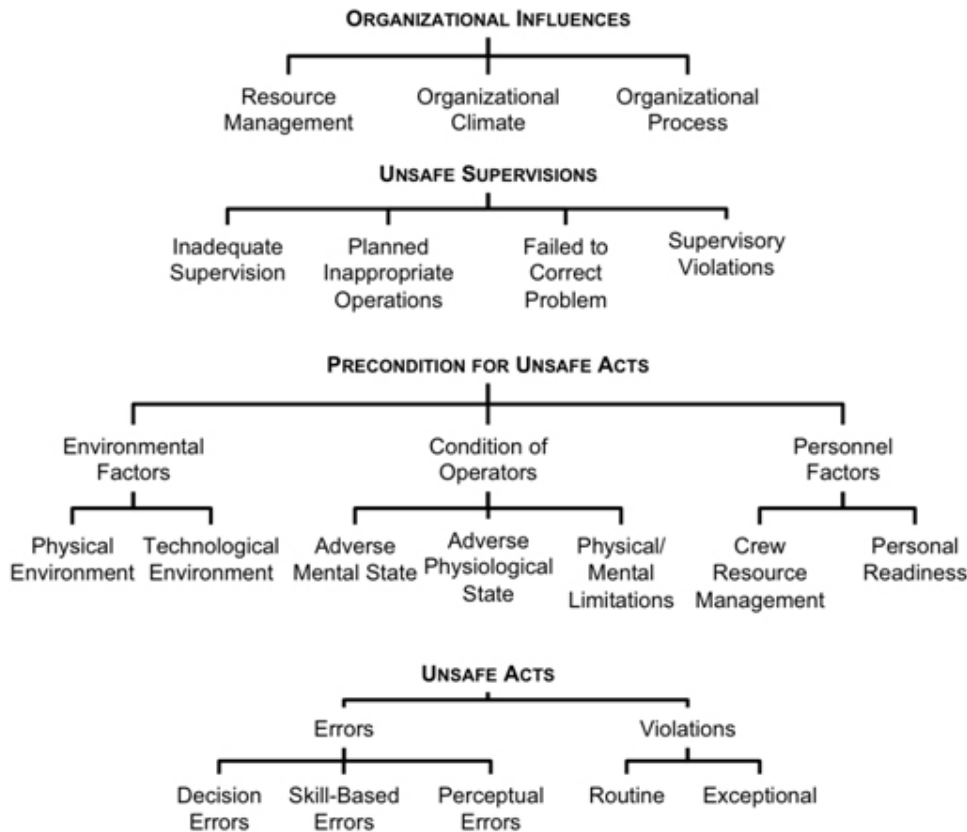 ORGANIZATIONAL INFLUENCES
Resource
Management
Organizational
Climate
Organizational
Process
UNSAFE SUPERVISIONS
Inadequate
Supervision
Planned
Inappropriate
Operations
Failed to
Correct
Problem
Supervisory
Violations
PRECONDITION FOR UNSAFE ACTS
Environmental
Factors
Condition of
Operators
Personnel
Factors
Physical
Environment
Technological
Environment
Adverse
Mental State
Adverse
Physiological
State
Physical/
Mental
Limitations
Crew
Resource
Management
Personal
Readiness
UNSAFE ACTS
Errors
Violations
Decision
Errors
Skill-Based
Errors
Perceptual
Errors
Routine
Exceptional